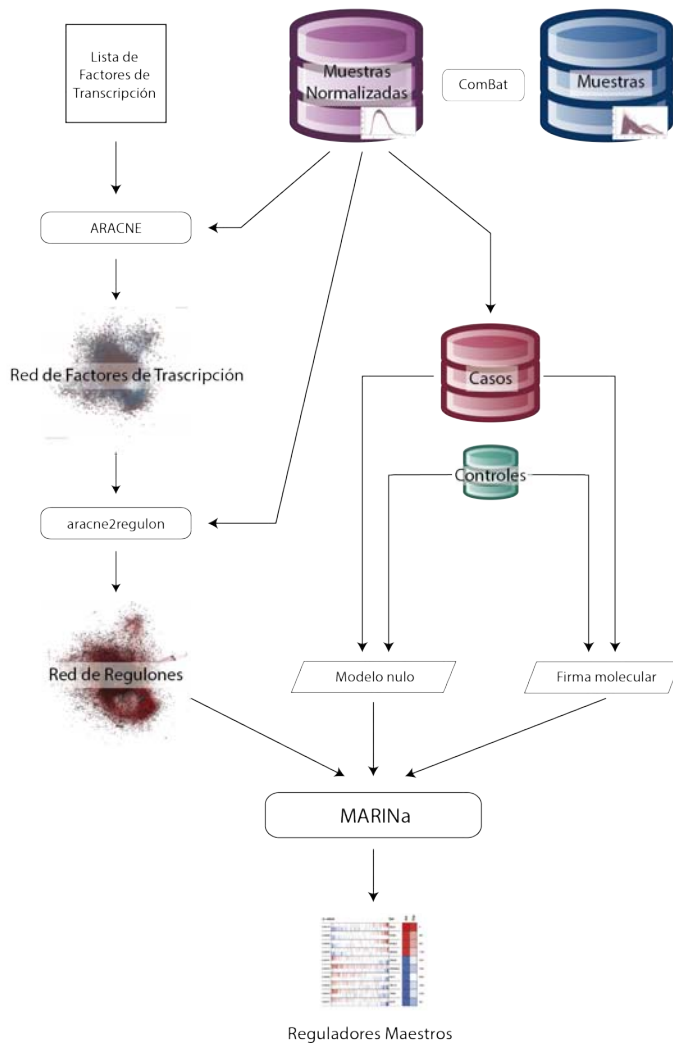 Lista de
Factores de
Transcripción
Muestras
Normalizadas
ComBat
Muestras
ARACNE
Red de Factores de Trascripción
Casos
Controles
aracne2regulon
Red de Regulones
Modelo nulo
Firma molecular
MARINa
Reguladores Maestros